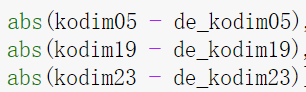 abs(kodim05 - de_kodim05),
abs(kodim19 - de_kodim19),
abs(kodim23 - de_kodim23)